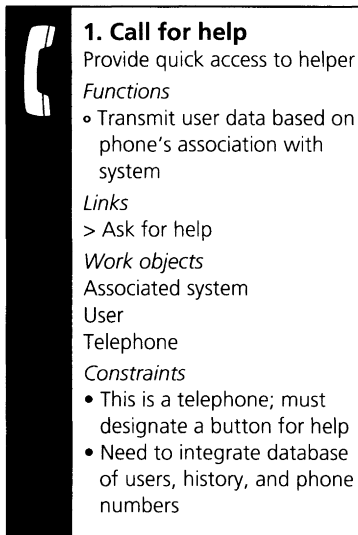 1. Call for help
Provide quick access to helper
Functions
∘ Transmit user data based on
phone's association with
system
Links
> Ask for help
Work objects
Associated system
User
Telephone
Constraints
• This is a telephone; must
designate a button for help
• Need to integrate database
of users, history, and phone
numbers